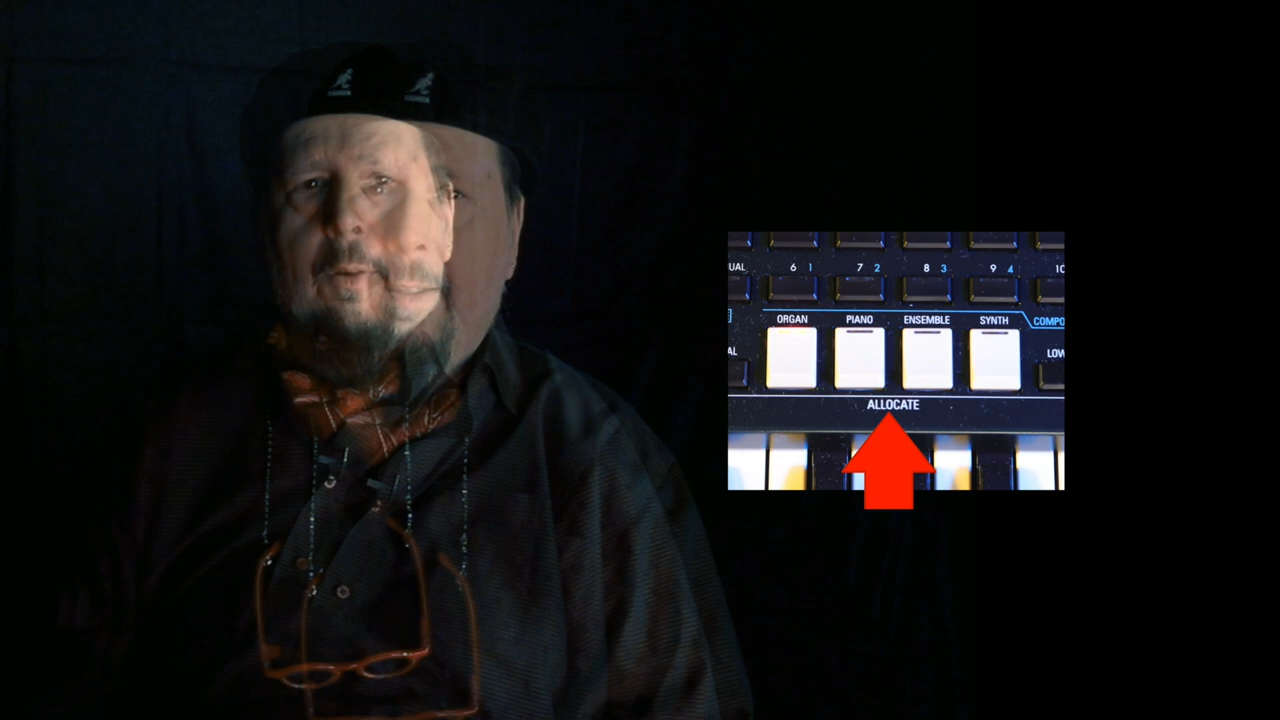 UAL 6 1 7 2 8 3 9 4 10
ORGAN PIANO ENSEMBLE SYNTH COMPO
AL LOW
ALLOCATE